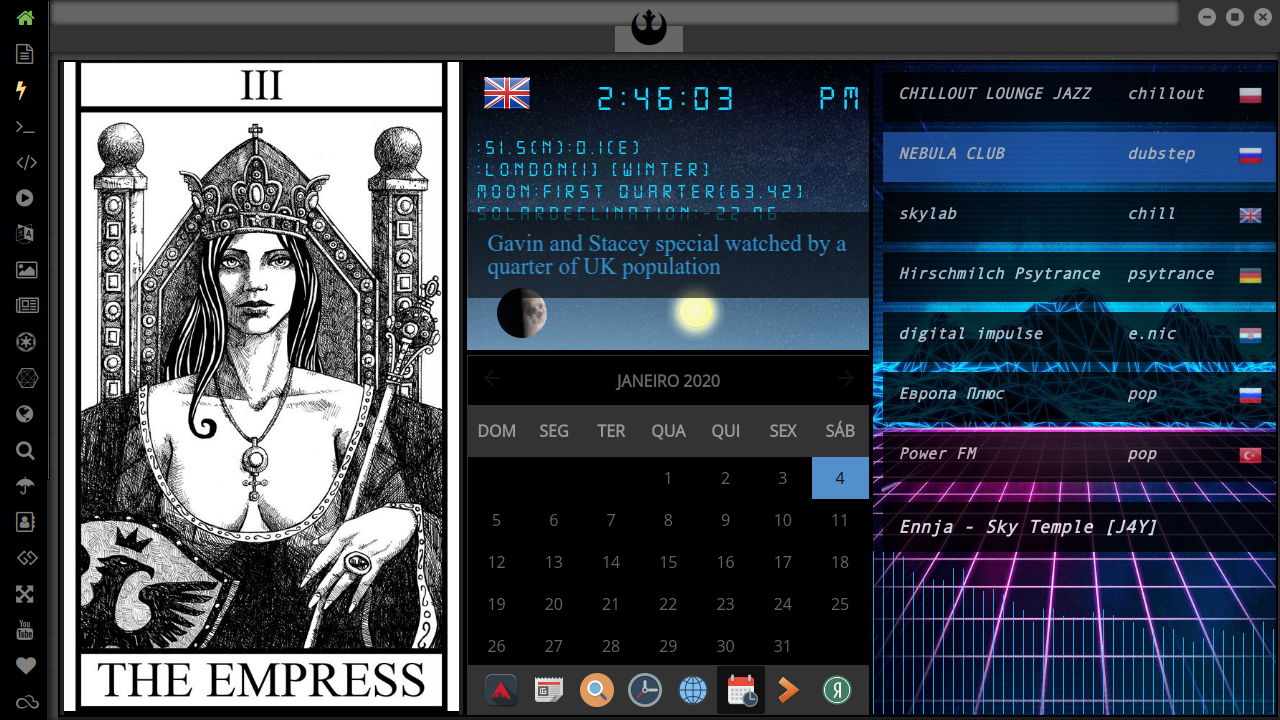 III
THE EMPRESS
2:46:03 PM
:51.5(N):0.1(E)
:LONDON(1) (WINTER)
MOON:FIRST QUARTER(63.42)
SOLARDECLINATION:-22.76
Gavin and Stacey special watched by a
quarter of UK population
JANEIRO 2020
DOM SEG TER QUA QUI SEX SÁB
1 2 3 4
5 6 7 8 9 10 11
12 13 14 15 16 17 18
19 20 21 22 23 24 25
26 27 28 29 30 31
CHILLOUT LOUNGE JAZZ chillout
NEBULA CLUB dubstep
skylab chill
Hirschmilch Psytrance psytrance
digital impulse e.nic
Европа Плюс pop
Power FM pop
Ennja - Sky Temple [J4Y]
You
Tube
Я